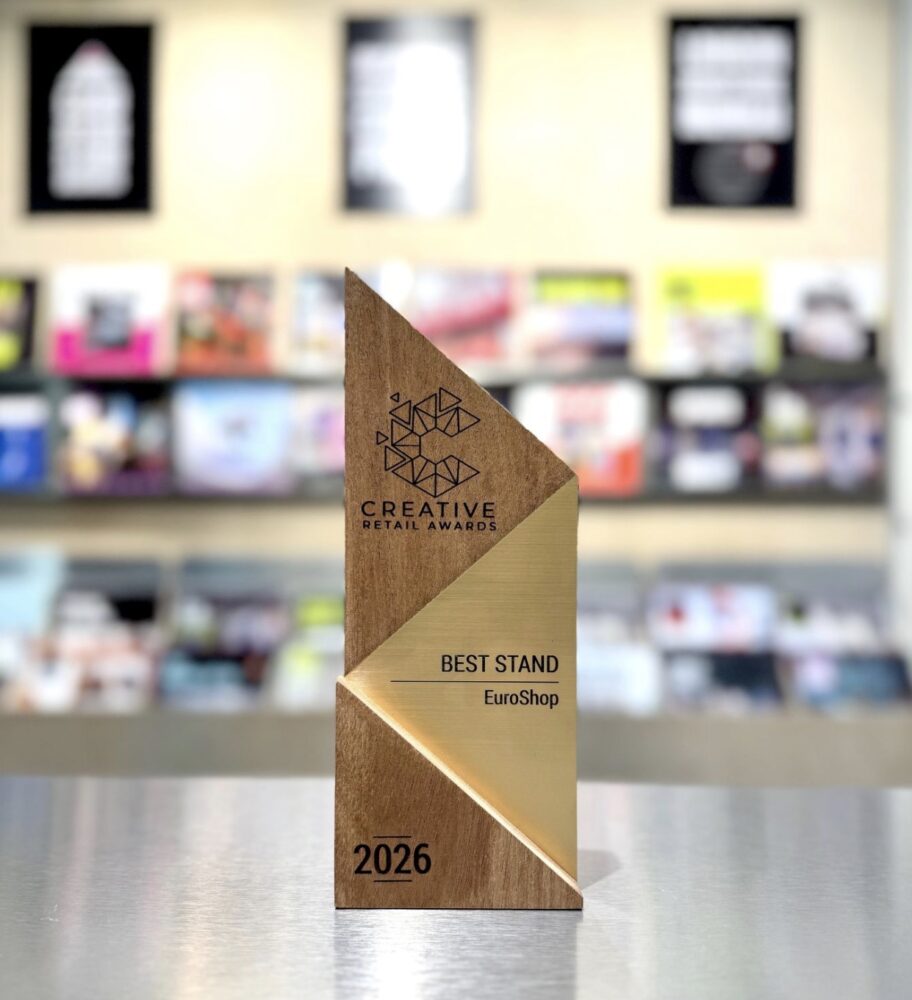 CREATIVE
RETAIL AWARDS
BEST STAND
EuroShop
2026